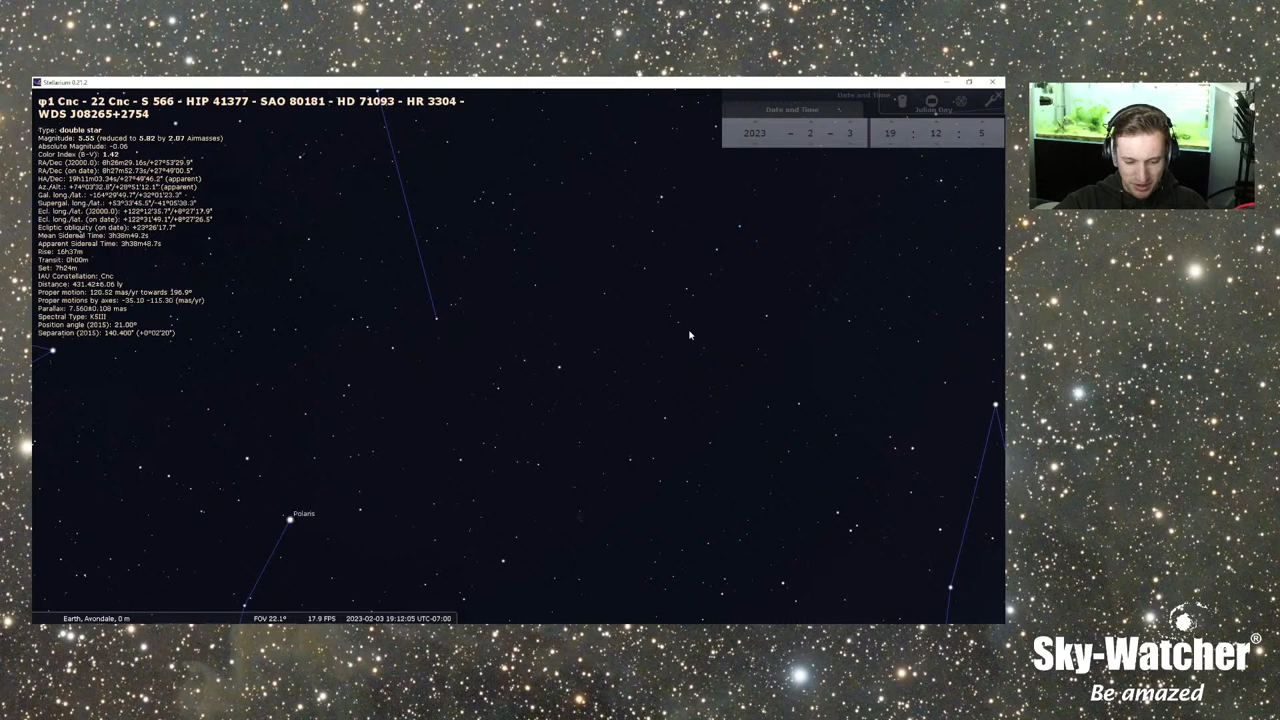 Stellarium 0.21.2
φ1 Cnc - 22 Cnc - S 566 - HIP 41377 - SAO 80181 - HD 71093 - HR 3304 -
WDS J08265+2754
Type: double star
Magnitude: 5.55 (reduced to 5.82 by 2.07 Airmasses)
Absolute Magnitude: -0.06
Color Index (B-V): 1.42
RA/Dec (J2000.0): 8h26m29.16s/+27°53'29.9"
RA/Dec (on date): 8h27m52.73s/+27°49'00.5"
HA/Dec: 19h11m03.34s/+27°49'46.2" (apparent)
Az./Alt.: +74°03'32.8"/+28°51'12.1" (apparent)
Gal. long./lat.: -164°29'49.7"/+32°01'23.3"
Supergal. long./lat.: +53°33'45.5"/-41°05'38.3"
Ecl. long./lat. (J2000.0): +122°12'35.7"/+8°27'17.9"
Ecl. long./lat. (on date): +122°31'49.1"/+8°27'26.5"
Ecliptic obliquity (on date): +23°26'17.7"
Mean Sidereal Time: 3h38m49.2s
Apparent Sidereal Time: 3h38m48.7s
Rise: 16h37m
Transit: 0h00m
Set: 7h24m
IAU Constellation: Cnc
Distance: 431.42±6.06 ly
Proper motion: 120.52 mas/yr towards 196.9°
Proper motions by axes: -35.10 -115.30 (mas/yr)
Parallax: 7.560±0.108 mas
Spectral Type: K5III
Position angle (2015): 21.00°
Separation (2015): 140.400" (+0°02'20")
Date and Time
Date and Time Julian Day
2023 - 2 - 3 19 : 12 : 5
Polaris
Earth, Avondale, 0 m FOV 22.1° 17.9 FPS 2023-02-03 19:12:05 UTC-07:00
Sky-Watcher®
Be amazed